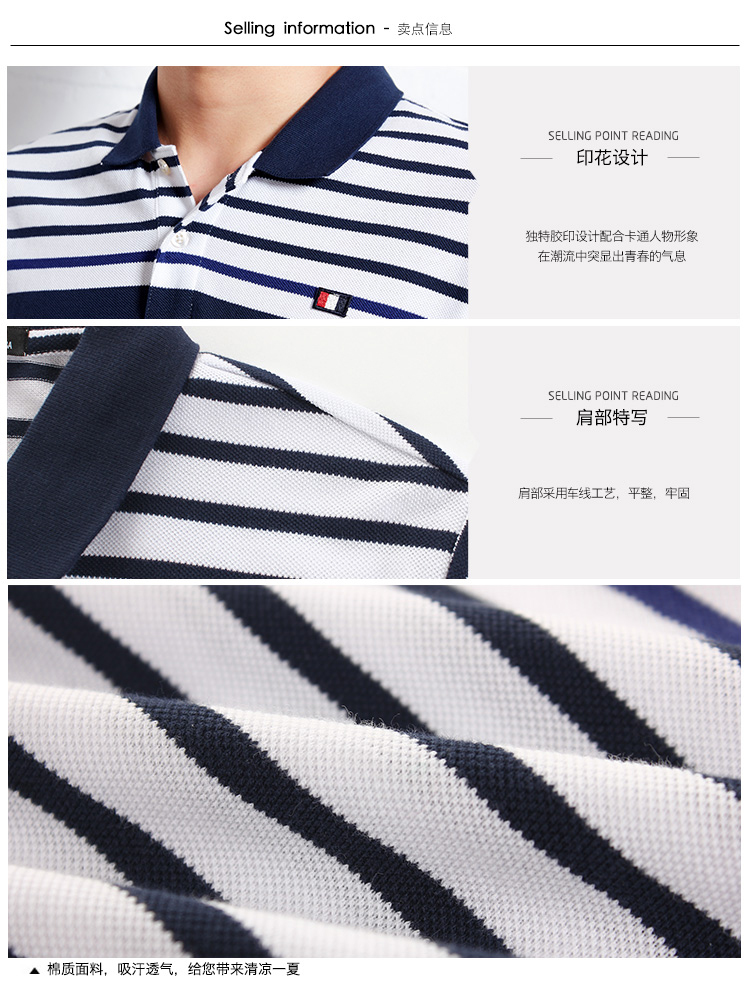 Selling information - 卖点信息
SELLING POINT READING
印花设计
独特胶印设计配合卡通人物形象
在潮流中突显出青春的气息
SELLING POINT READING
肩部特写
肩部采用车线工艺，平整，牢固
▲ 棉质面料，吸汗透气，给您带来清凉一夏